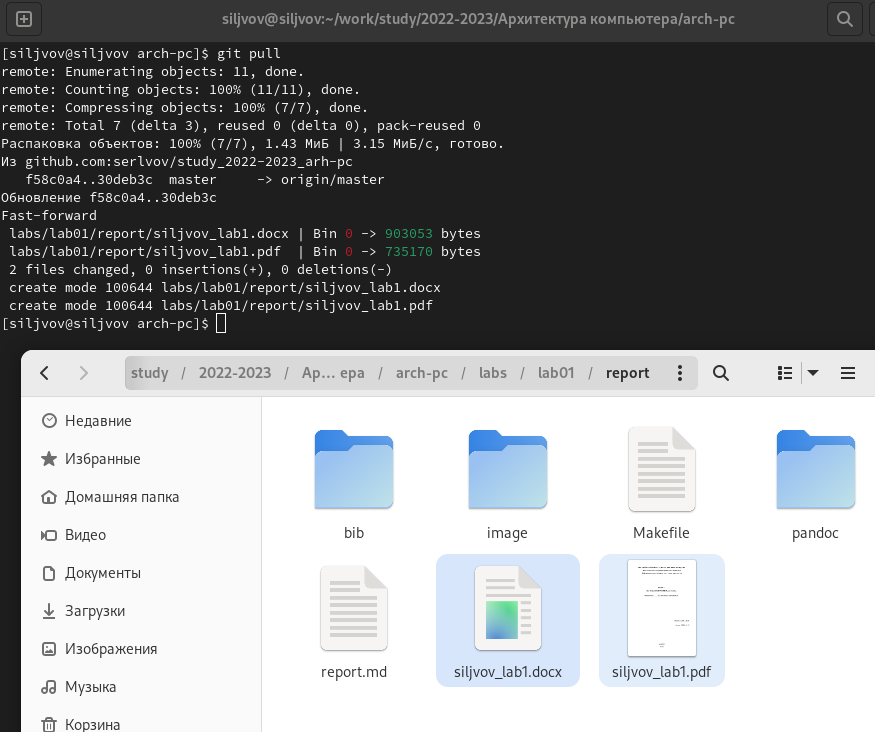 siljvov@siljvov:~/work/study/2022-2023/Архитектура компьютера/arch-pc
[siljvov@siljvov arch-pc]$ git pull
remote: Enumerating objects: 11, done.
remote: Counting objects: 100% (11/11), done.
remote: Compressing objects: 100% (7/7), done.
remote: Total 7 (delta 3), reused 0 (delta 0), pack-reused 0
Распаковка объектов: 100% (7/7), 1.43 МиБ | 3.15 МиБ/с, готово.
Из github.com:serlvov/study_2022-2023_arh-pc
   f58c0a4..30deb3c  master     -> origin/master
Обновление f58c0a4..30deb3c
Fast-forward
 labs/lab01/report/siljvov_lab1.docx | Bin 0 -> 903053 bytes
 labs/lab01/report/siljvov_lab1.pdf  | Bin 0 -> 735170 bytes
 2 files changed, 0 insertions(+), 0 deletions(-)
 create mode 100644 labs/lab01/report/siljvov_lab1.docx
 create mode 100644 labs/lab01/report/siljvov_lab1.pdf
[siljvov@siljvov arch-pc]$
study / 2022-2023 / Ар… ера / arch-pc / labs / lab01 / report
Недавние
Избранные
Домашняя папка
Видео
Документы
Загрузки
Изображения
Музыка
Корзина
bib
image
Makefile
pandoc
report.md
siljvov_lab1.docx
siljvov_lab1.pdf